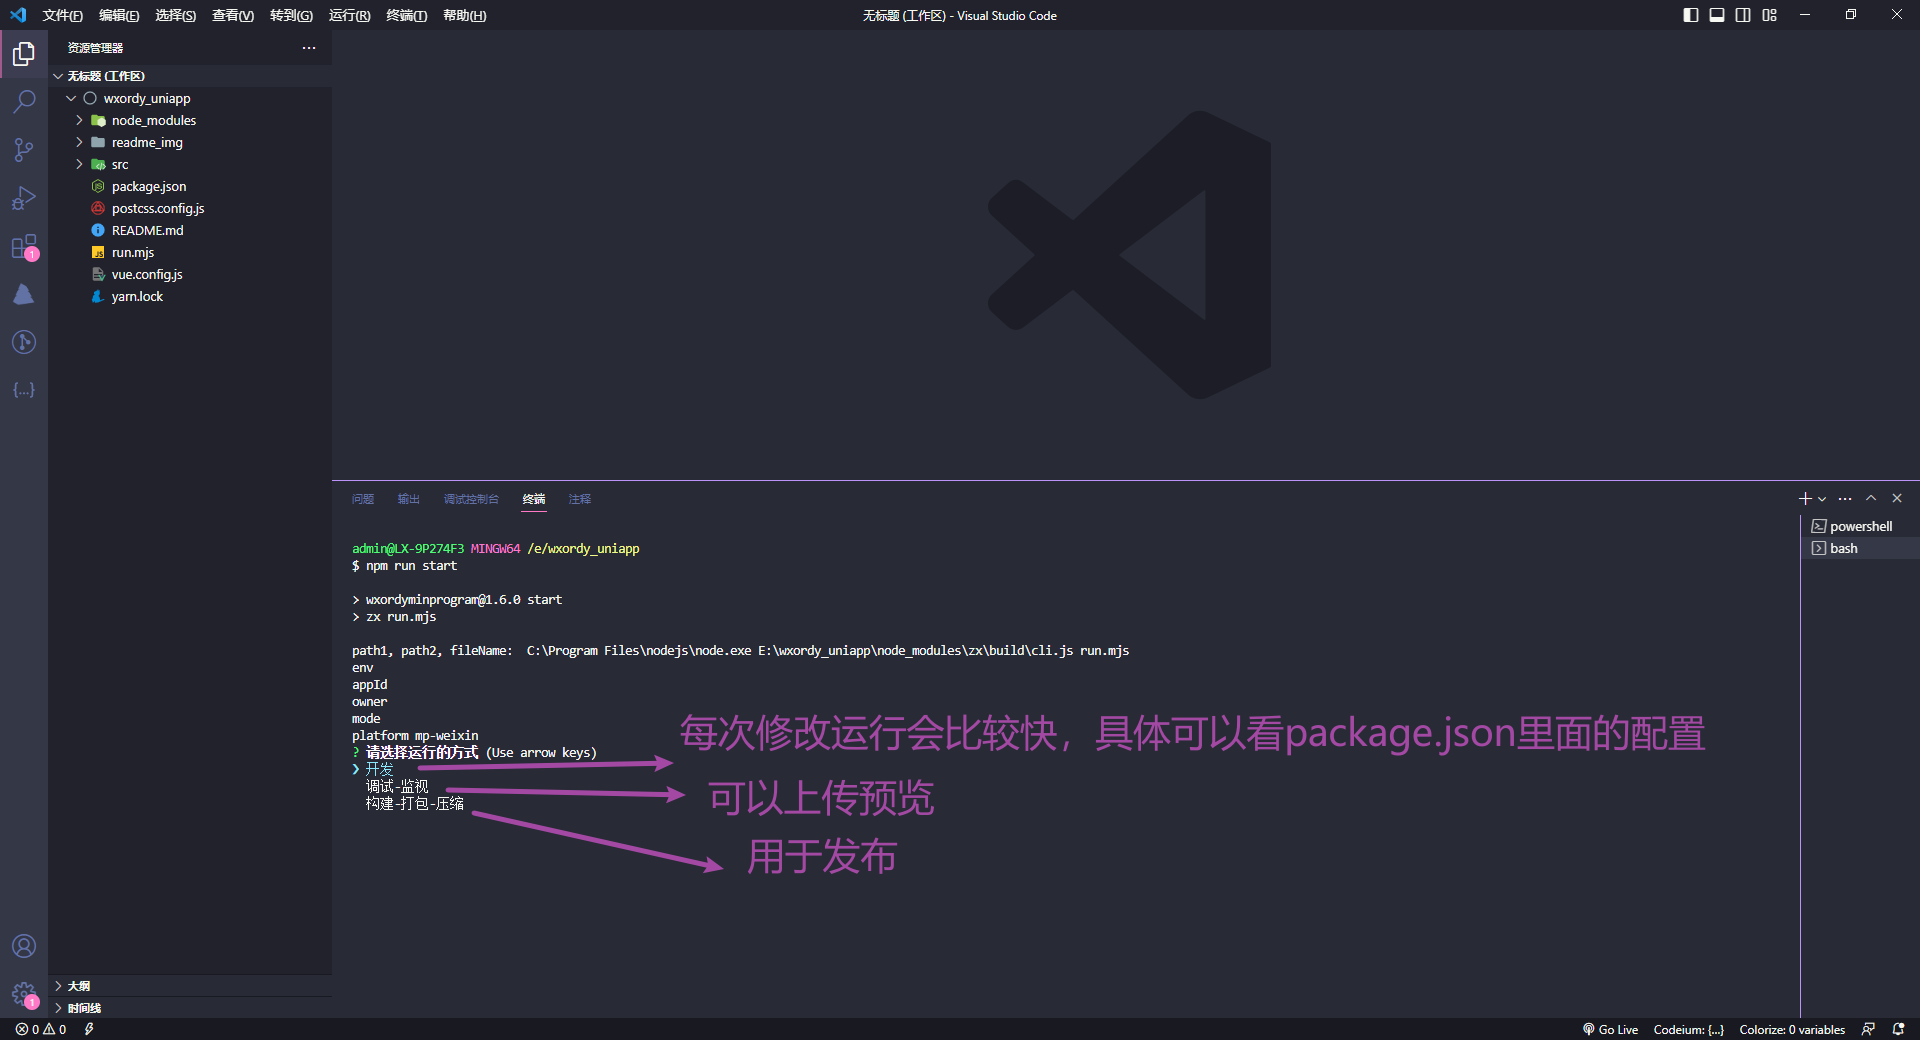 文件(F) 编辑(E) 选择(S) 查看(V) 转到(G) 运行(R) 终端(T) 帮助(H)
无标题 (工作区) - Visual Studio Code
资源管理器
无标题 (工作区)
wxordy_uniapp
node_modules
readme_img
src
package.json
postcss.config.js
README.md
run.mjs
vue.config.js
yarn.lock
1
问题 输出 调试控制台 终端 注释
powershell
bash
admin@LX-9P274F3 MINGW64 /e/wxordy_uniapp
$ npm run start
> wxordyminprogram@1.6.0 start
> zx run.mjs
path1, path2, fileName:  C:\Program Files\nodejs\node.exe E:\wxordy_uniapp\node_modules\zx\build\cli.js run.mjs
env
appId
owner
mode
platform mp-weixin
? 请选择运行的方式 (Use arrow keys)
❯ 开发
调试-监视
构建-打包-压缩
每次修改运行会比较快，具体可以看package.json里面的配置
可以上传预览
用于发布
大纲
时间线
1
0 0
Go Live
Codeium: {...}
Colorize: 0 variables